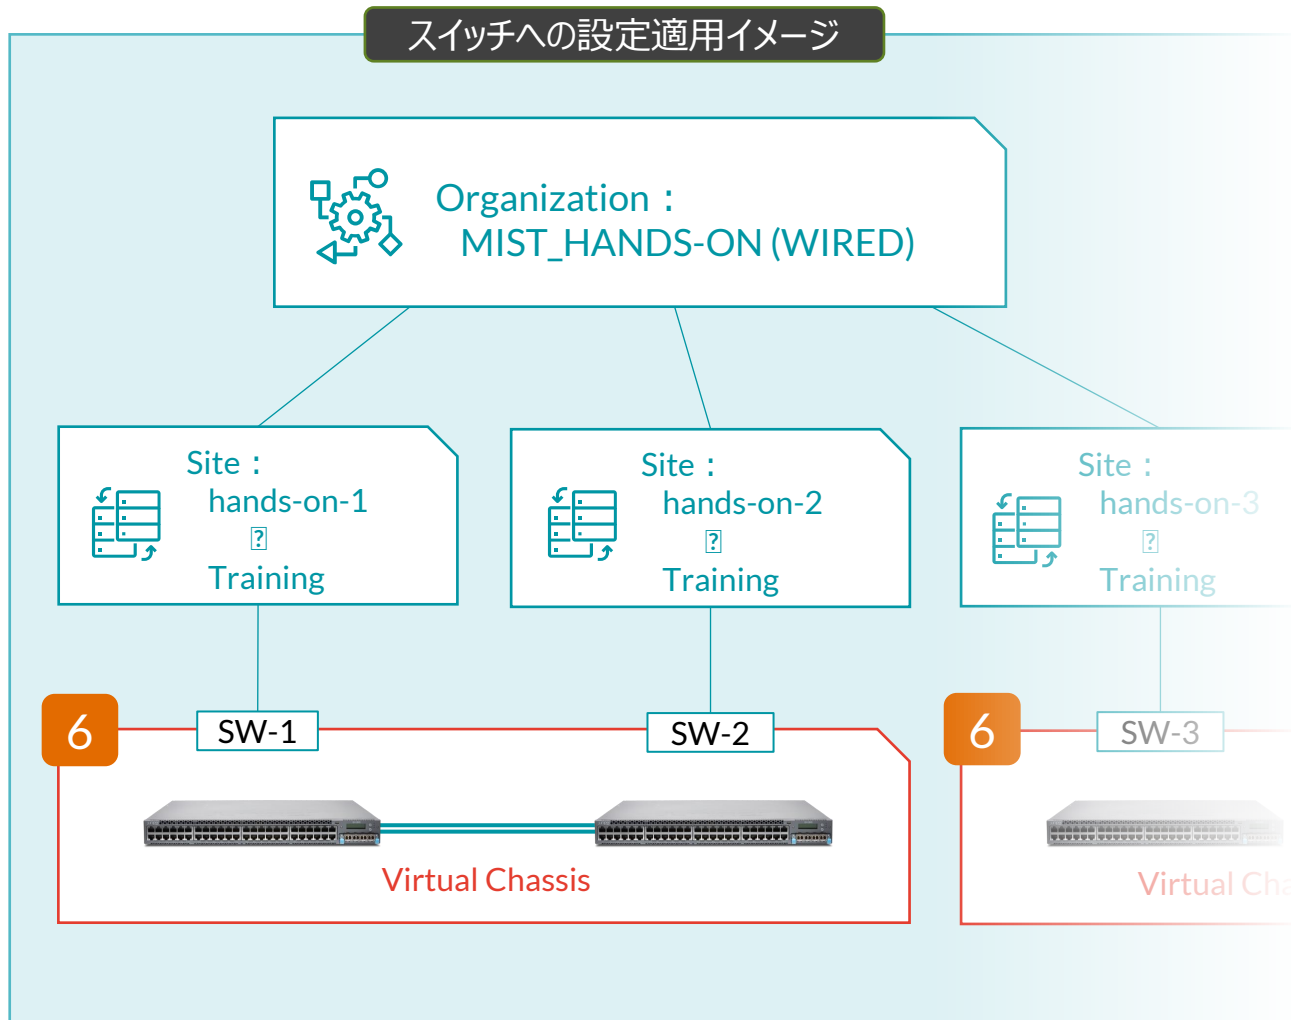 スイッチへの設定適用イメージ
Organization：
MIST_HANDS-ON (WIRED)
Site：
hands-on-1
Training
Site：
hands-on-2
Training
Site：
hands-on-3
Training
6
SW-1
SW-2
6
SW-3
Virtual Chassis
Virtual Cha